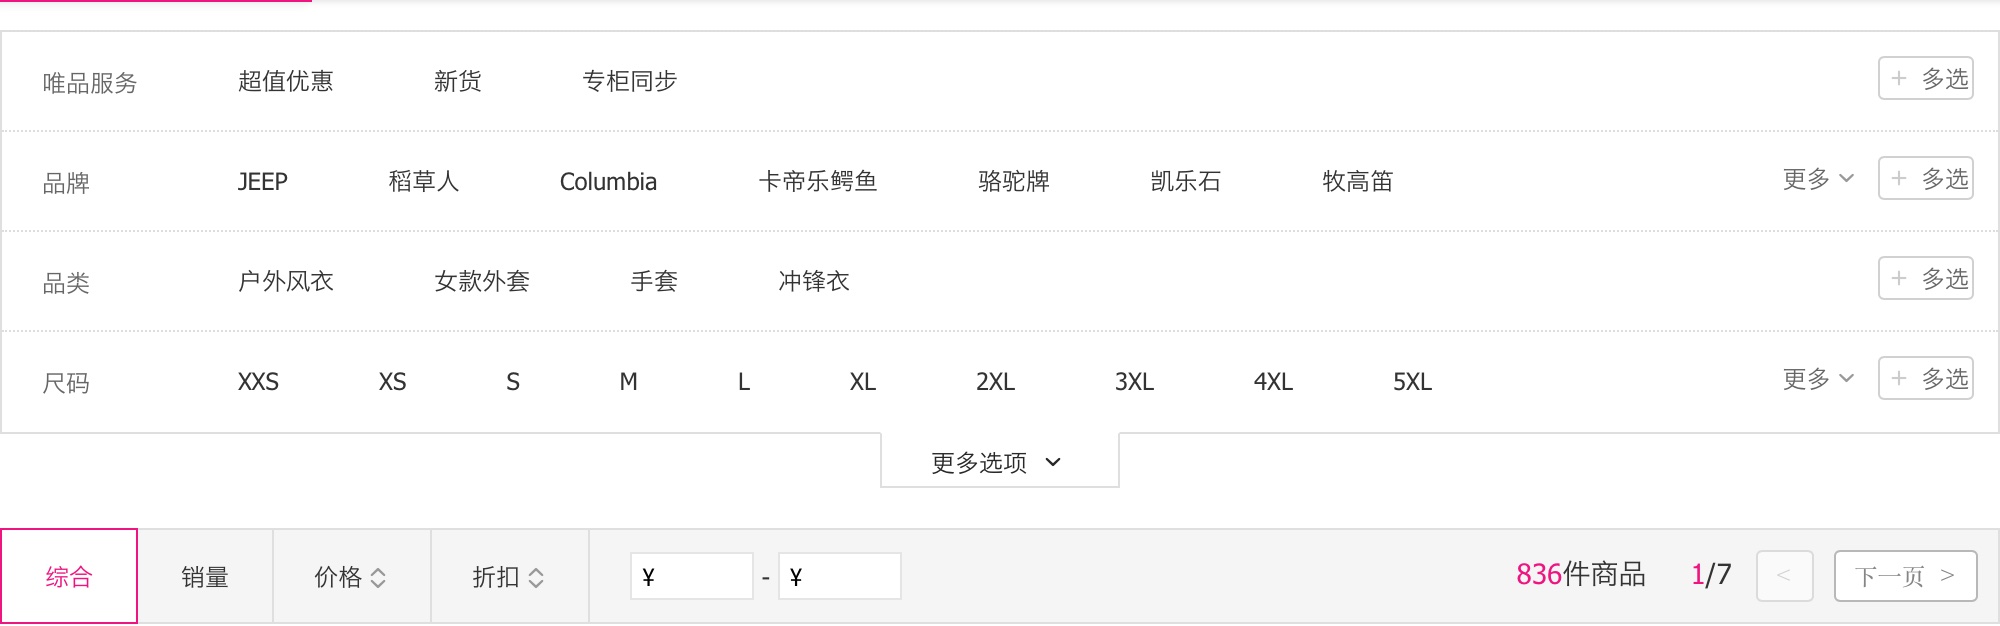 唯品服务 超值优惠 新货 专柜同步 + 多选
品牌 JEEP 稻草人 Columbia 卡帝乐鳄鱼 骆驼牌 凯乐石 牧高笛 更多 + 多选
品类 户外风衣 女款外套 手套 冲锋衣 + 多选
尺码 XXS XS S M L XL 2XL 3XL 4XL 5XL 更多 + 多选
更多选项
综合 销量 价格 折扣 ¥ - ¥ 836件商品 1/7 < 下一页 >